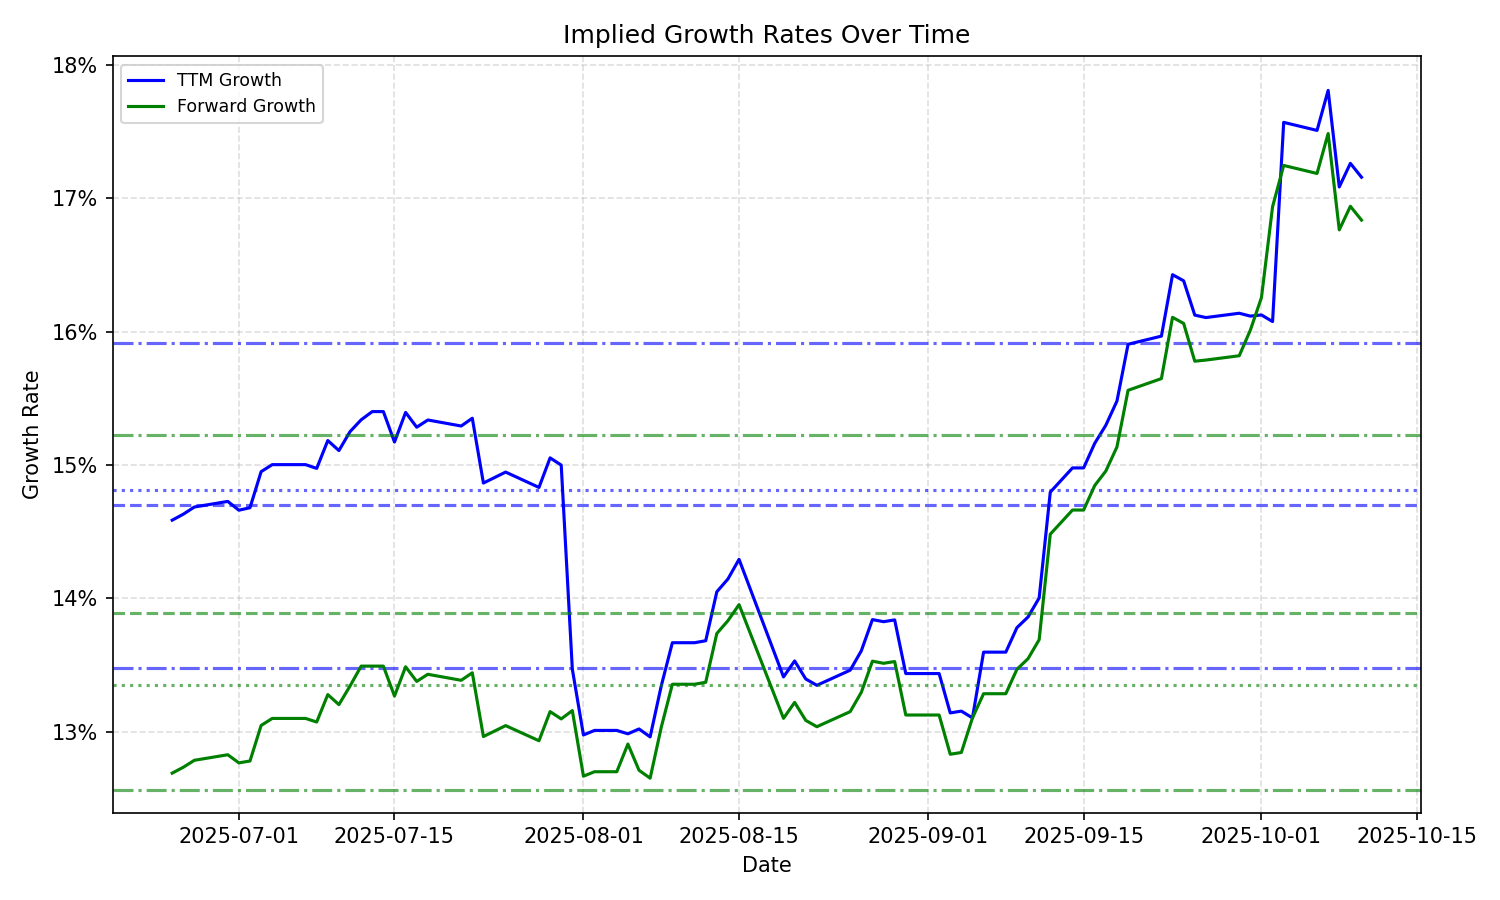 Implied Growth Rates Over Time
TTM Growth
Forward Growth
18%
17%
16%
15%
14%
13%
Growth Rate
2025-07-01
2025-07-15
2025-08-01
2025-08-15
2025-09-01
2025-09-15
2025-10-01
2025-10-15
Date